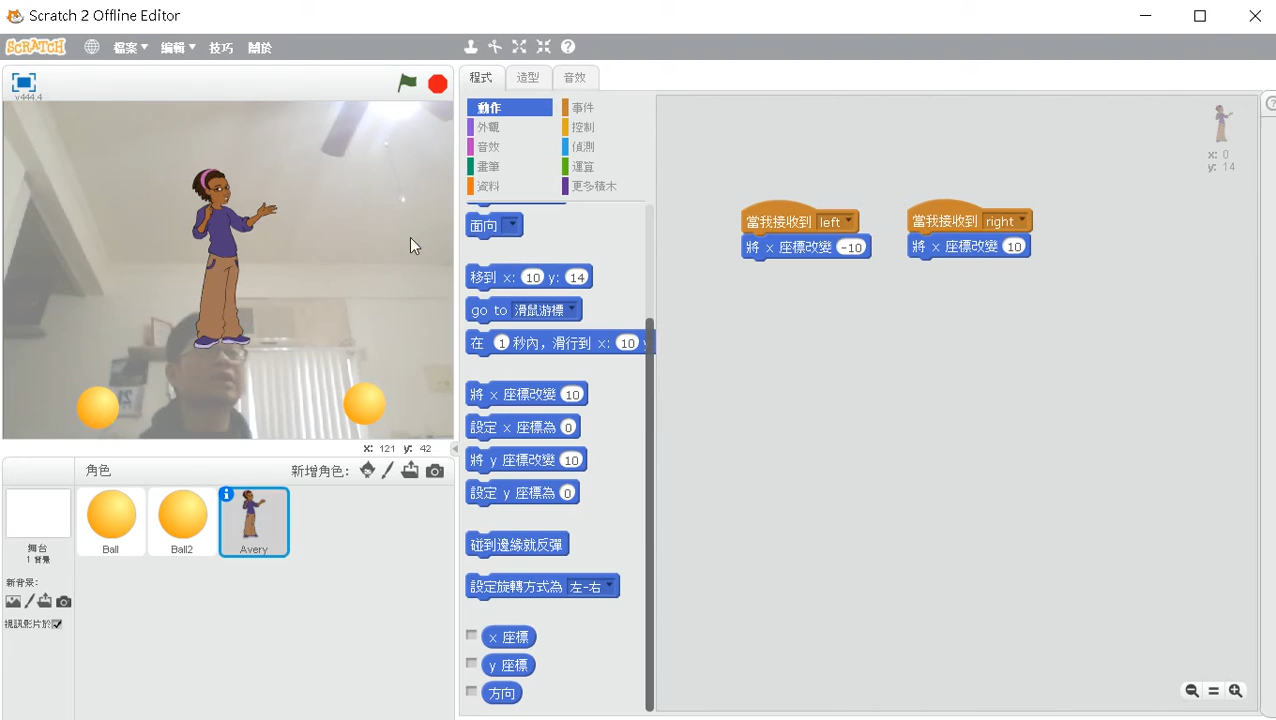 Scratch 2 Offline Editor
SCRATCH 檔案 編輯 技巧 關於
v444.4
程式 造型 音效
動作 事件
外觀 控制
音效 偵測
畫筆 運算
資料 更多積木
面向
移到 x: 10 y: 14
go to 滑鼠游標
在 1 秒內，滑行到 x: 10 y
將 x 座標改變 10
設定 x 座標為 0
將 y 座標改變 10
設定 y 座標為 0
碰到邊緣就反彈
設定旋轉方式為 左-右
x 座標
y 座標
方向
當我接收到 left
將 x 座標改變 -10
當我接收到 right
將 x 座標改變 10
x: 0
y: 14
x: 121 y: 42
角色 新增角色:
舞台
1 背景
新背景:
視訊影片於
Ball Ball2 Avery